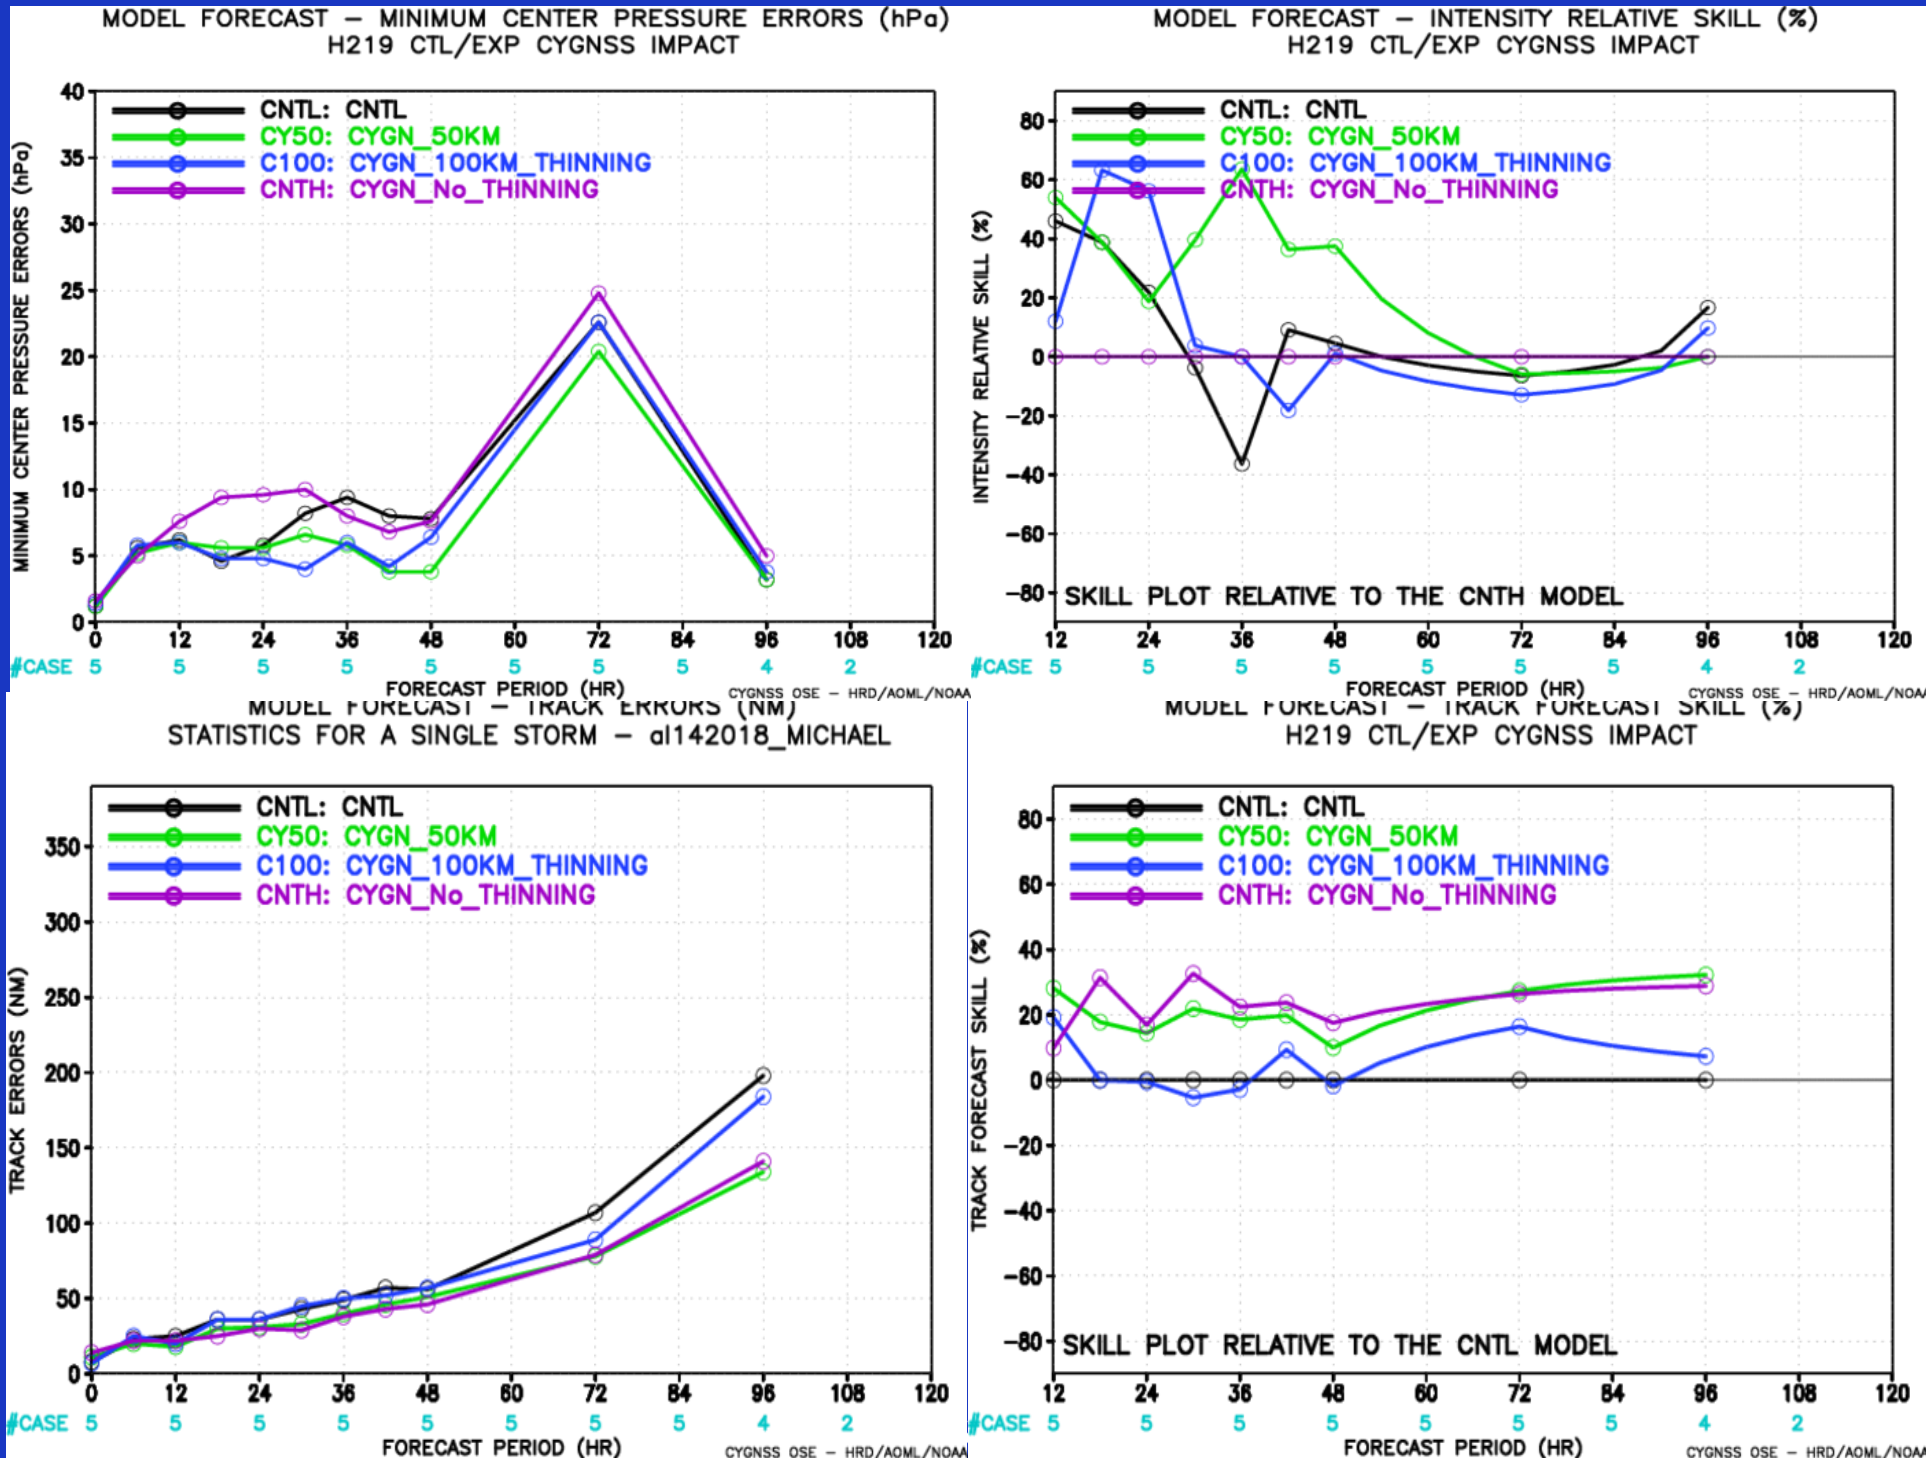 MODEL FORECAST – MINIMUM CENTER PRESSURE ERRORS (hPa)
H219 CTL/EXP CYGNSS IMPACT
40
35
30
25
20
15
10
5
0
MINIMUM CENTER PRESSURE ERRORS (hPa)
CNTL: CNTL
CY50: CYGN_50KM
C100: CYGN_100KM_THINNING
CNTH: CYGN_No_THINNING
0 12 24 36 48 60 72 84 96 108 120
#CASE 5 5 5 5 5 5 5 5 4 2
FORECAST PERIOD (HR)
CYGNSS OSE – HRD/AOML/NOAA
MODEL FORECAST – INTENSITY RELATIVE SKILL (%)
H219 CTL/EXP CYGNSS IMPACT
80
60
40
20
0
-20
-40
-60
-80
INTENSITY RELATIVE SKILL (%)
CNTL: CNTL
CY50: CYGN_50KM
C100: CYGN_100KM_THINNING
CNTH: CYGN_No_THINNING
SKILL PLOT RELATIVE TO THE CNTH MODEL
12 24 36 48 60 72 84 96 108 120
#CASE 5 5 5 5 5 5 5 4 2
FORECAST PERIOD (HR)
CYGNSS OSE – HRD/AOML/NOAA
MODEL FORECAST – TRACK ERRORS (NM)
STATISTICS FOR A SINGLE STORM – al142018_MICHAEL
350
300
250
200
150
100
50
0
TRACK ERRORS (NM)
CNTL: CNTL
CY50: CYGN_50KM
C100: CYGN_100KM_THINNING
CNTH: CYGN_No_THINNING
0 12 24 36 48 60 72 84 96 108 120
#CASE 5 5 5 5 5 5 5 5 4 2
FORECAST PERIOD (HR)
CYGNSS OSE – HRD/AOML/NOAA
MODEL FORECAST – TRACK FORECAST SKILL (%)
H219 CTL/EXP CYGNSS IMPACT
80
60
40
20
0
-20
-40
-60
-80
TRACK FORECAST SKILL (%)
CNTL: CNTL
CY50: CYGN_50KM
C100: CYGN_100KM_THINNING
CNTH: CYGN_No_THINNING
SKILL PLOT RELATIVE TO THE CNTL MODEL
12 24 36 48 60 72 84 96 108 120
#CASE 5 5 5 5 5 5 5 4 2
FORECAST PERIOD (HR)
CYGNSS OSE – HRD/AOML/NOAA